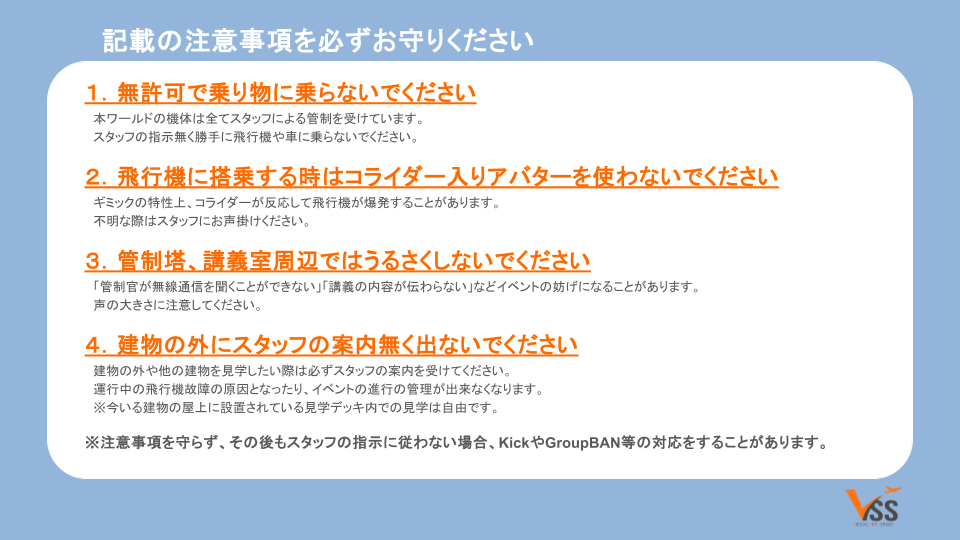 記載の注意事項を必ずお守りください
１．無許可で乗り物に乗らないでください
本ワールドの機体は全てスタッフによる管制を受けています。
スタッフの指示無く勝手に飛行機や車に乗らないでください。
２．飛行機に搭乗する時はコライダー入りアバターを使わないでください
ギミックの特性上、コライダーが反応して飛行機が爆発することがあります。
不明な際はスタッフにお声掛けください。
３．管制塔、講義室周辺ではうるさくしないでください
「管制官が無線通信を聞くことができない」「講義の内容が伝わらない」などイベントの妨げになることがあります。
声の大きさに注意してください。
４．建物の外にスタッフの案内無く出ないでください
建物の外や他の建物を見学したい際は必ずスタッフの案内を受けてください。
運行中の飛行機故障の原因となったり、イベントの進行の管理が出来なくなります。
※今いる建物の屋上に設置されている見学デッキ内での見学は自由です。
※注意事項を守らず、その後もスタッフの指示に従わない場合、KickやGroupBAN等の対応をすることがあります。
VSS